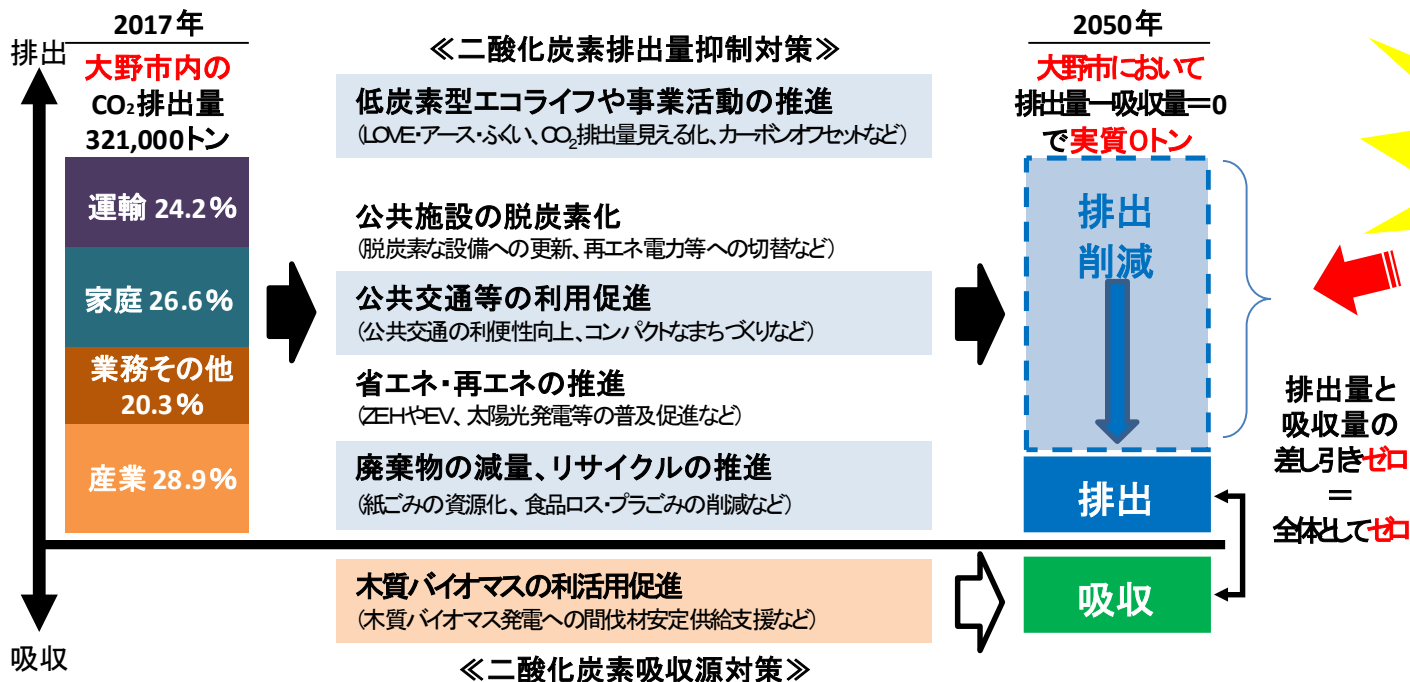 排出
2017年
大野市内の
CO₂排出量
321,000トン
運輸 24.2%
家庭 26.6%
業務その他
20.3%
産業 28.9%
≪二酸化炭素排出量抑制対策≫
低炭素型エコライフや事業活動の推進
(LOVE・アース・ふくい、CO₂排出量見える化、カーボンオフセットなど)
公共施設の脱炭素化
(脱炭素な設備への更新、再エネ電力等への切替など)
公共交通等の利用促進
(公共交通の利便性向上、コンパクトなまちづくりなど)
省エネ・再エネの推進
(ZEHやEV、太陽光発電等の普及促進など)
廃棄物の減量、リサイクルの推進
(紙ごみの資源化、食品ロス・プラごみの削減など)
木質バイオマスの利活用促進
(木質バイオマス発電への間伐材安定供給支援など)
≪二酸化炭素吸収源対策≫
2050年
大野市において
排出量ー吸収量=0
で実質0トン
排出
削減
排出
吸収
排出量と
吸収量の
差し引きゼロ
=
全体としてゼロ
吸収